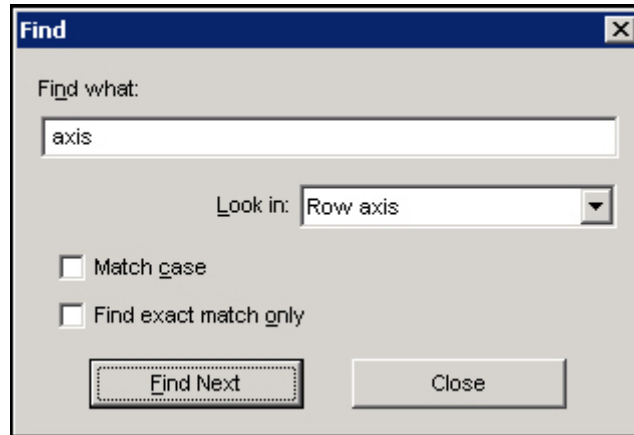 Find
Find what:
axis
Look in: Row axis
Match case
Find exact match only
Find Next Close